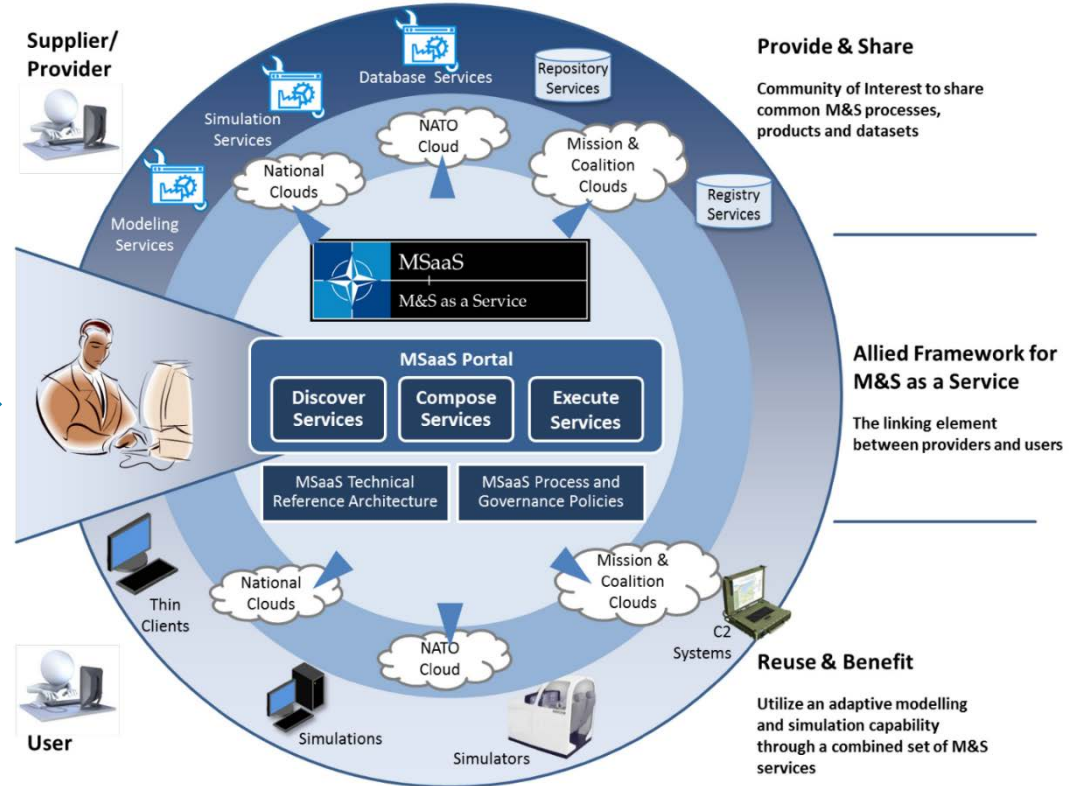 Supplier/
Provider
Database Services
Repository
Services
Simulation
Services
NATO
Cloud
Mission &
Coalition
Clouds
National
Clouds
Registry
Services
Modeling
Services
Provide & Share
Community of Interest to share
common M&S processes,
products and datasets
MSaaS
M&S as a Service
MSaaS Portal
Discover
Services
Compose
Services
Execute
Services
MSaaS Technical
Reference Architecture
MSaaS Process and
Governance Policies
Allied Framework for
M&S as a Service
The linking element
between providers and users
National
Clouds
NATO
Cloud
Mission &
Coalition
Clouds
Thin
Clients
Simulations
Simulators
C2
Systems
User
Reuse & Benefit
Utilize an adaptive modelling
and simulation capability
through a combined set of M&S
services